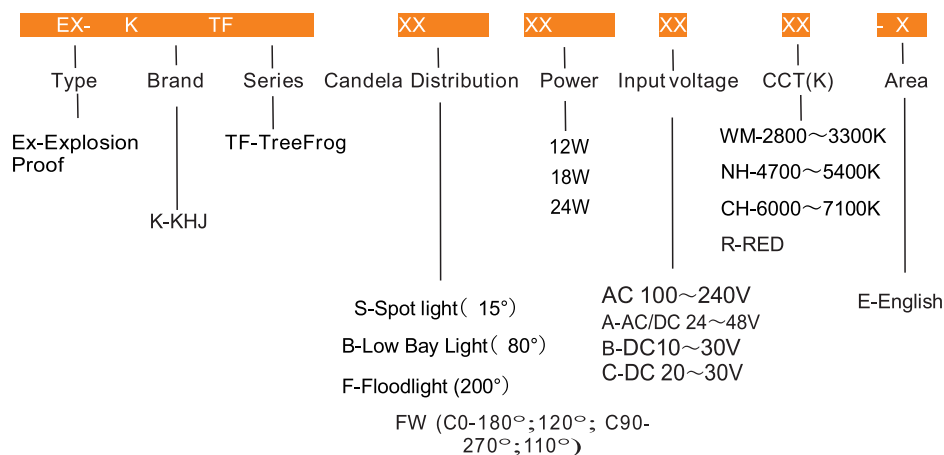 EX- K TF XX XX XX XX - X
Type Brand Series Candela Distribution Power Input voltage CCT(K) Area
Ex-Explosion
Proof
K-KHJ
TF-TreeFrog
S-Spot light( 15°)
B-Low Bay Light( 80°)
F-Floodlight (200°)
FW (C0-180°;120°; C90-
270°;110°)
12W
18W
24W
AC 100~240V
A-AC/DC 24~48V
B-DC10~30V
C-DC 20~30V
WM-2800~3300K
NH-4700~5400K
CH-6000~7100K
R-RED
E-English